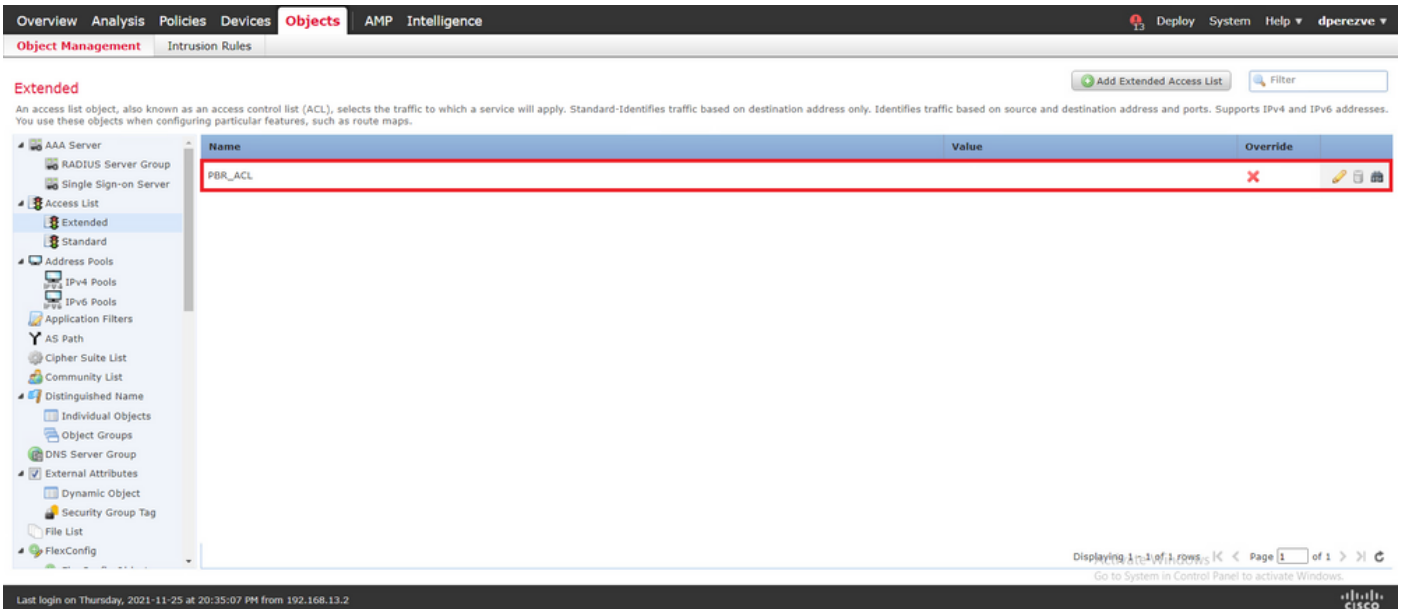 Overview Analysis Policies Devices Objects AMP Intelligence 13 Deploy System Help dperezve
Object Management Intrusion Rules
Extended
Add Extended Access List
Filter
An access list object, also known as an access control list (ACL), selects the traffic to which a service will apply. Standard-Identifies traffic based on destination address only. Identifies traffic based on source and destination address and ports. Supports IPv4 and IPv6 addresses.
You use these objects when configuring particular features, such as route maps.
AAA Server
RADIUS Server Group
Single Sign-on Server
Access List
Extended
Standard
Address Pools
IPv4 Pools
IPv6 Pools
Application Filters
AS Path
Cipher Suite List
Community List
Distinguished Name
Individual Objects
Object Groups
DNS Server Group
External Attributes
Dynamic Object
Security Group Tag
File List
FlexConfig
Name Value Override
PBR_ACL
Displaying 1 - 1 of 1 rows Page 1 of 1
Activate Windows
Go to System in Control Panel to activate Windows.
Last login on Thursday, 2021-11-25 at 20:35:07 PM from 192.168.13.2
CISCO